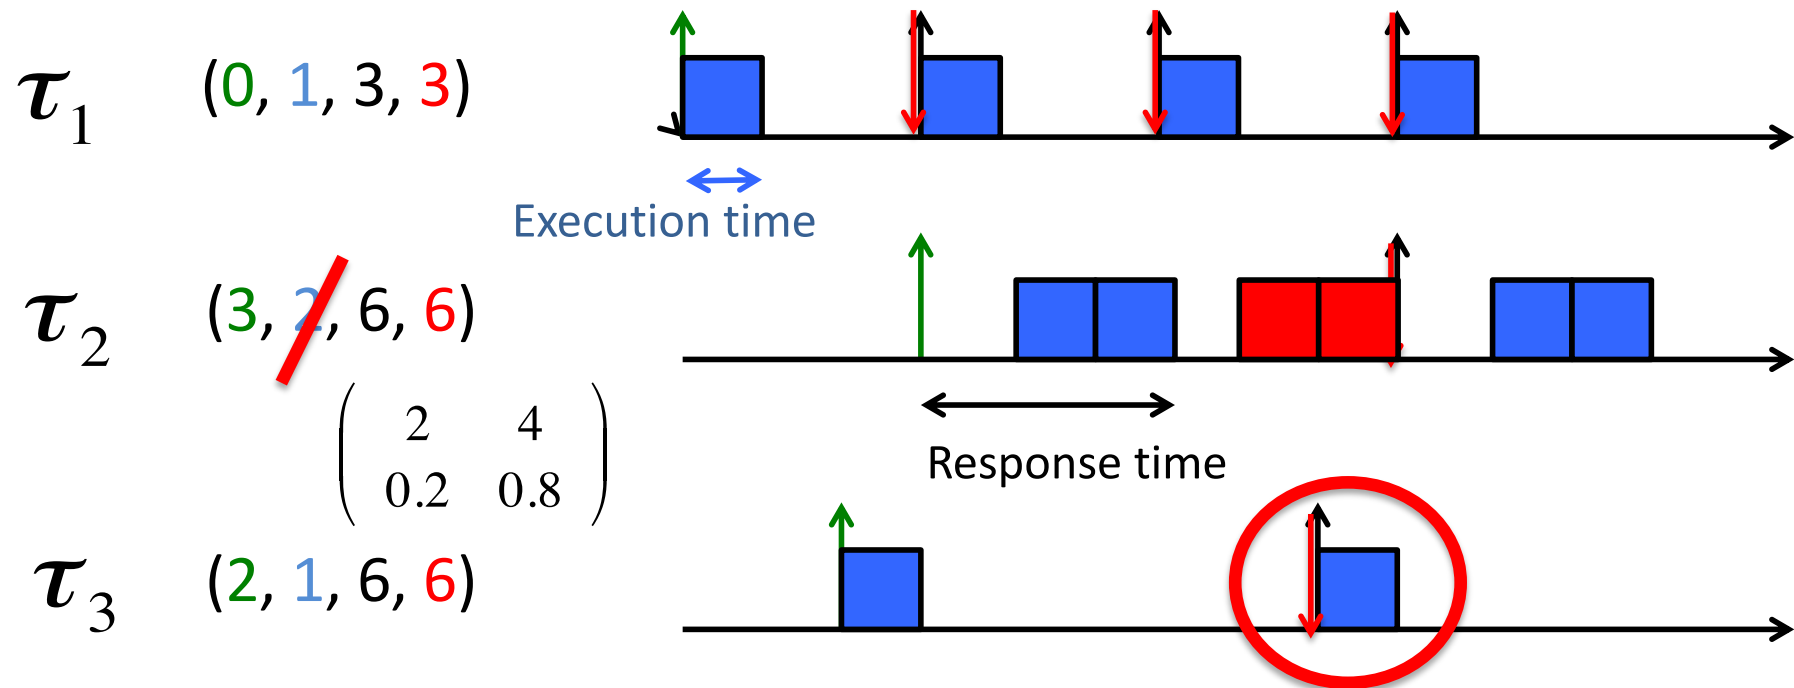 τ1 (0, 1, 3, 3)
Execution time
τ2 (3, 2, 6, 6)
2 4
0.2 0.8
Response time
τ3 (2, 1, 6, 6)